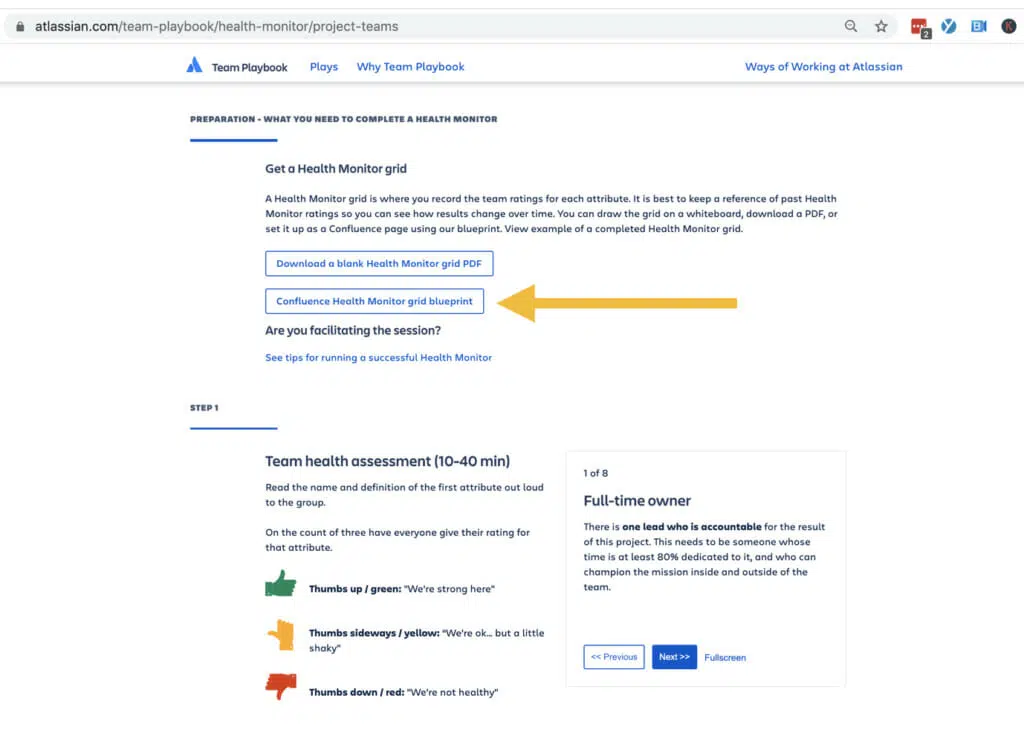 atlassian.com/team-playbook/health-monitor/project-teams
2
K
Team Playbook
Plays
Why Team Playbook
Ways of Working at Atlassian
PREPARATION - WHAT YOU NEED TO COMPLETE A HEALTH MONITOR
Get a Health Monitor grid
A Health Monitor grid is where you record the team ratings for each attribute. It is best to keep a reference of past Health
Monitor ratings so you can see how results change over time. You can draw the grid on a whiteboard, download a PDF, or
set it up as a Confluence page using our blueprint. View example of a completed Health Monitor grid.
Download a blank Health Monitor grid PDF
Confluence Health Monitor grid blueprint
Are you facilitating the session?
See tips for running a successful Health Monitor
STEP 1
Team health assessment (10-40 min)
Read the name and definition of the first attribute out loud
to the group.
On the count of three have everyone give their rating for
that attribute.
Thumbs up / green: "We're strong here"
Thumbs sideways / yellow: "We're ok... but a little
shaky"
Thumbs down / red: "We're not healthy"
1 of 8
Full-time owner
There is one lead who is accountable for the result
of this project. This needs to be someone whose
time is at least 80% dedicated to it, and who can
champion the mission inside and outside of the
team.
<< Previous
Next >>
Fullscreen